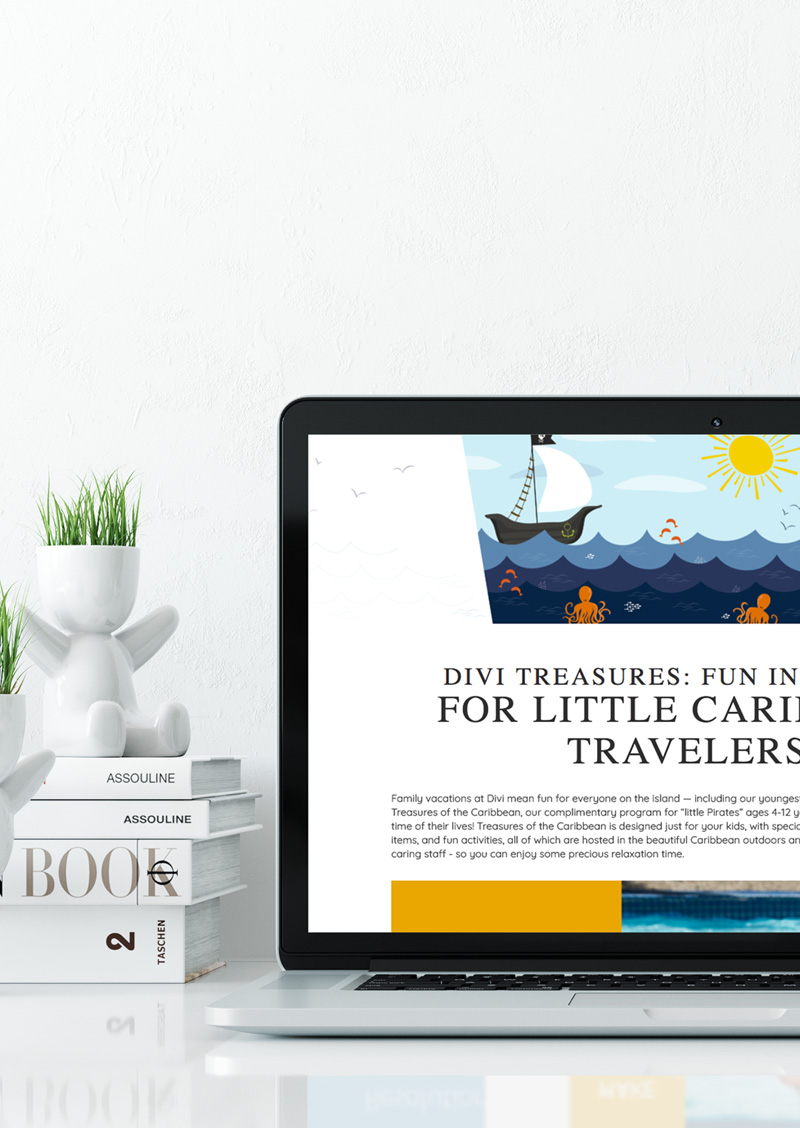 DIVI TREASURES: FUN IN
FOR LITTLE CARI
TRAVELERS
Family vacations at Divi mean fun for everyone on the island — including our youngest
Treasures of the Caribbean, our complimentary program for “little Pirates” ages 4-12 y
time of their lives! Treasures of the Caribbean is designed just for your kids, with specia
items, and fun activities, all of which are hosted in the beautiful Caribbean outdoors an
caring staff - so you can enjoy some precious relaxation time.
ASSOULINE
ASSOULINE
BOOK
2
TASCHEN